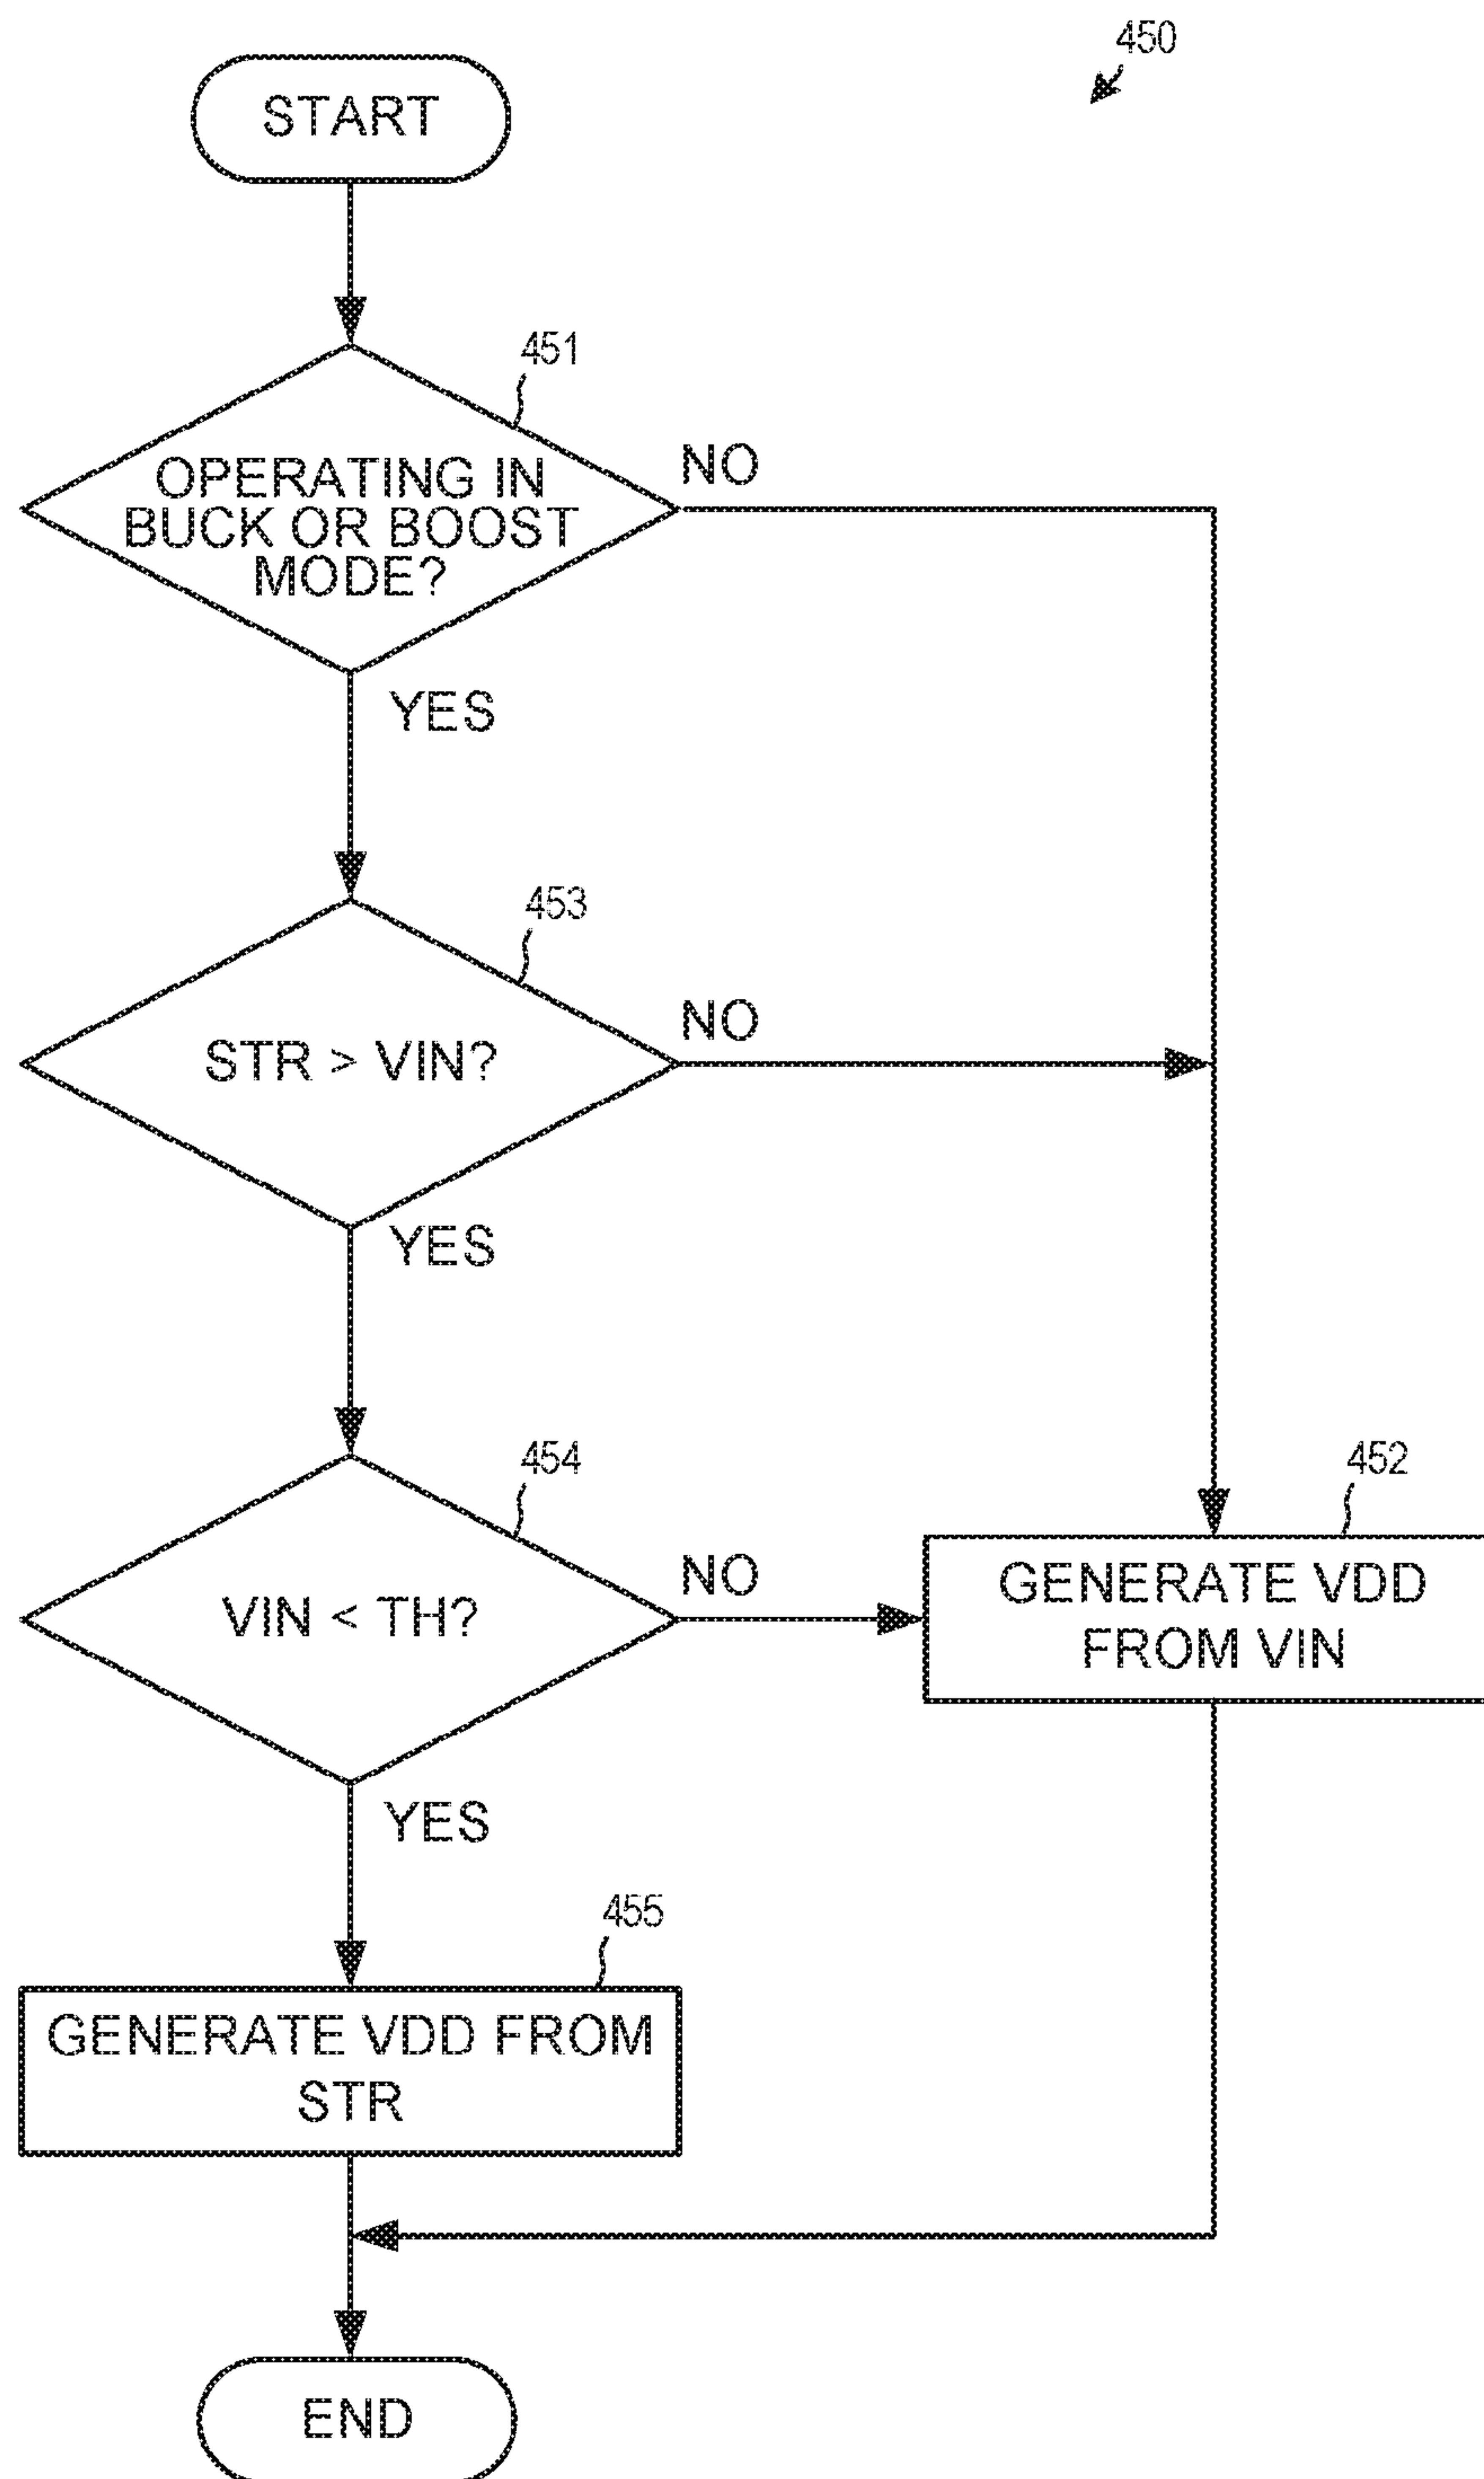 450
START
451
OPERATING IN
BUCK OR BOOST
MODE?
NO
YES
453
STR > VIN?
NO
YES
454
VIN < TH?
NO
452
GENERATE VDD
FROM VIN
YES
455
GENERATE VDD FROM
STR
END